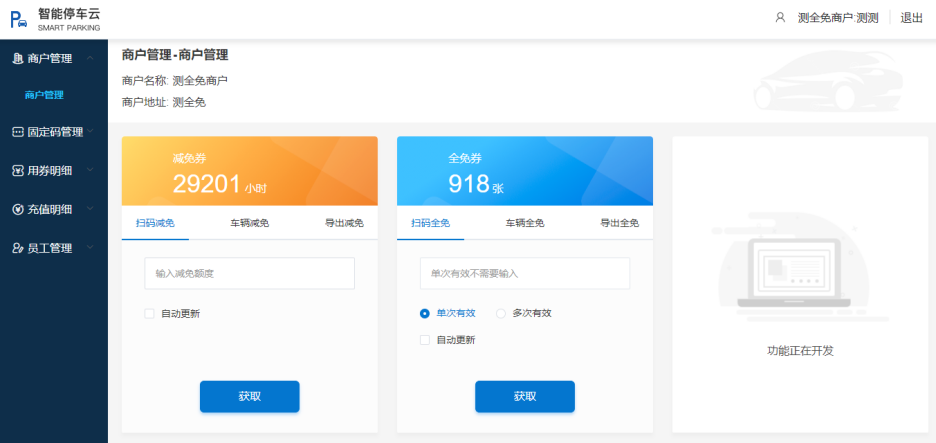 智能停车云
SMART PARKING
测全免商户:测测
退出
商户管理
商户管理
固定码管理
用券明细
充值明细
员工管理
商户管理-商户管理
商户名称: 测全免商户
商户地址: 测全免
减免券
29201 小时
扫码减免 车辆减免 导出减免
输入减免额度
自动更新
获取
全免券
918 张
扫码全免 车辆全免 导出全免
单次有效不需要输入
单次有效 多次有效
自动更新
获取
功能正在开发